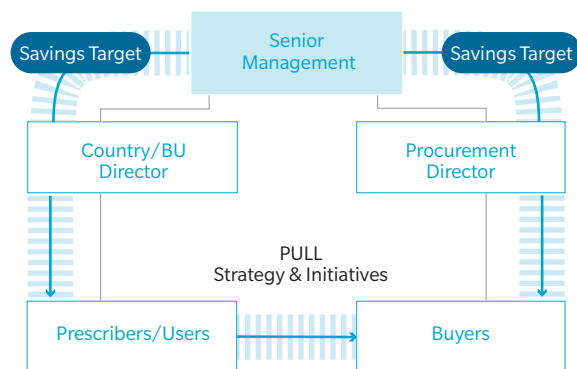 Savings Target
Senior
Management
Savings Target
Country/BU
Director
Procurement
Director
PULL
Strategy & Initiatives
Prescribers/Users
Buyers